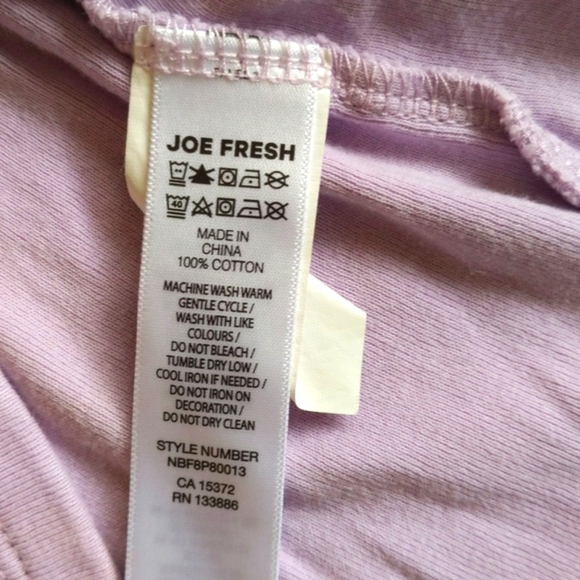 JOE FRESH
40
MADE IN
CHINA
100% COTTON
MACHINE WASH WARM
GENTLE CYCLE /
WASH WITH LIKE
COLOURS /
DO NOT BLEACH /
TUMBLE DRY LOW /
COOL IRON IF NEEDED /
DO NOT IRON ON
DECORATION /
DO NOT DRY CLEAN
STYLE NUMBER
NBF8P80013
CA 15372
RN 133886